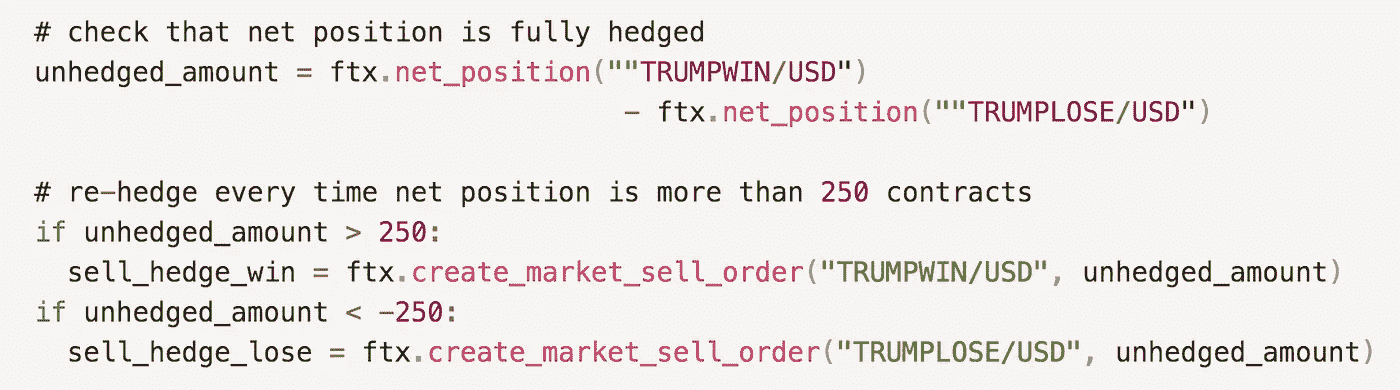 # check that net position is fully hedged
unhedged_amount = ftx.net_position(""TRUMPWIN/USD")
- ftx.net_position(""TRUMPLOSE/USD")
# re-hedge every time net position is more than 250 contracts
if unhedged_amount > 250:
sell_hedge_win = ftx.create_market_sell_order("TRUMPWIN/USD", unhedged_amount)
if unhedged_amount < -250:
sell_hedge_lose = ftx.create_market_sell_order("TRUMPLOSE/USD", unhedged_amount)